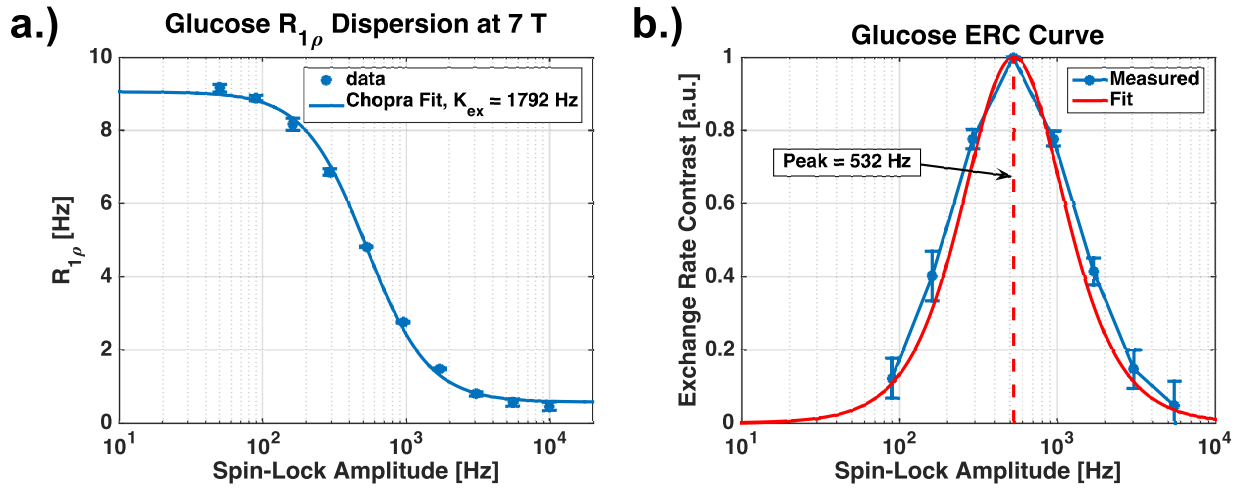 a.)
Glucose R1ρ Dispersion at 7 T
data
Chopra Fit, Kex = 1792 Hz
R1ρ [Hz]
10
8
6
4
2
0
10^1
10^2
10^3
10^4
Spin-Lock Amplitude [Hz]
b.)
Glucose ERC Curve
Measured
Fit
Peak = 532 Hz
Exchange Rate Contrast [a.u.]
1
0.8
0.6
0.4
0.2
0
10^1
10^2
10^3
10^4
Spin-Lock Amplitude [Hz]